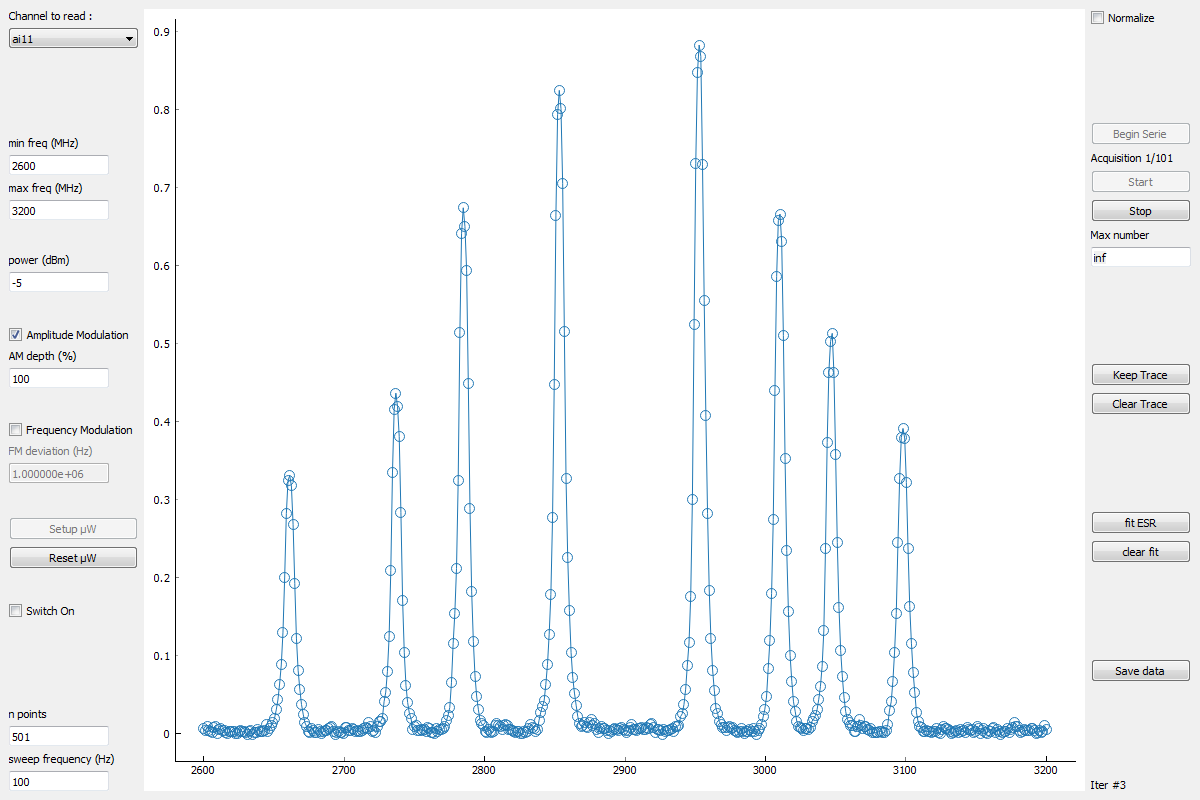 Channel to read :
ai11
min freq (MHz)
2600
max freq (MHz)
3200
power (dBm)
-5
Amplitude Modulation
AM depth (%)
100
Frequency Modulation
FM deviation (Hz)
1.000000e+06
Setup µW
Reset µW
Switch On
n points
501
sweep frequency (Hz)
100
0.9
0.8
0.7
0.6
0.5
0.4
0.3
0.2
0.1
0
2600
2700
2800
2900
3000
3100
3200
Normalize
Begin Serie
Acquisition 1/101
Start
Stop
Max number
inf
Keep Trace
Clear Trace
fit ESR
clear fit
Save data
Iter #3